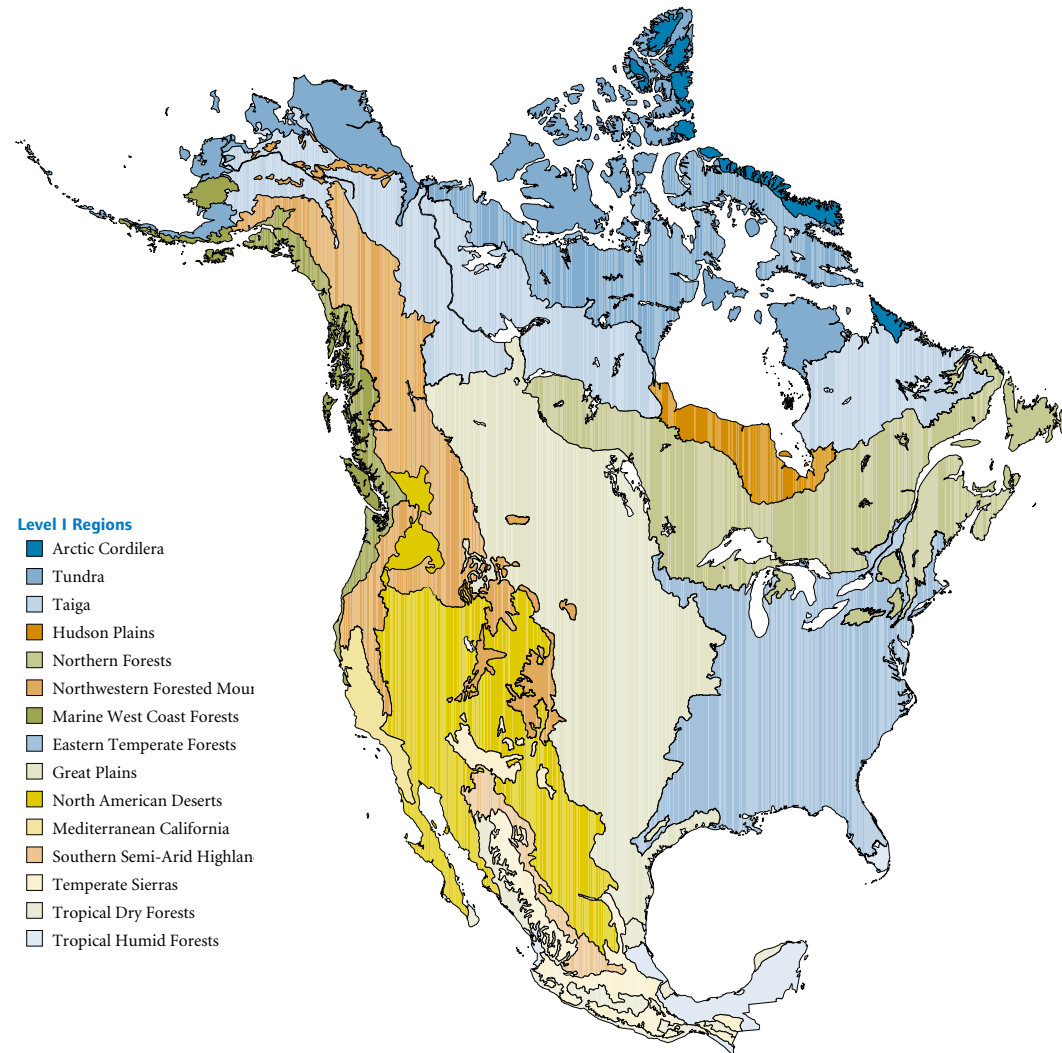 Level I Regions
Arctic Cordilera
Tundra
Taiga
Hudson Plains
Northern Forests
Northwestern Forested Mour
Marine West Coast Forests
Eastern Temperate Forests
Great Plains
North American Deserts
Mediterranean California
Southern Semi-Arid Highlan
Temperate Sierras
Tropical Dry Forests
Tropical Humid Forests